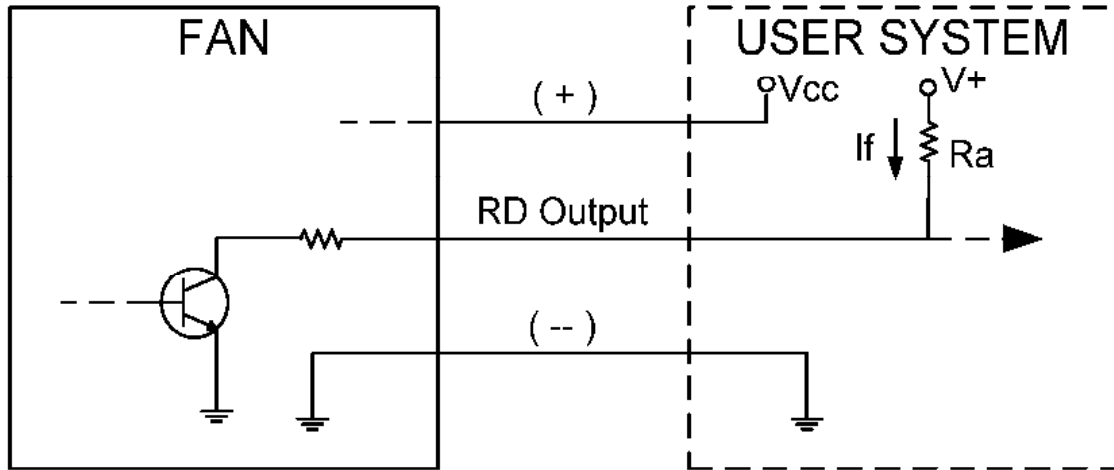 FAN
USER SYSTEM
( + )
Vcc
V+
If
Ra
RD Output
( -- )